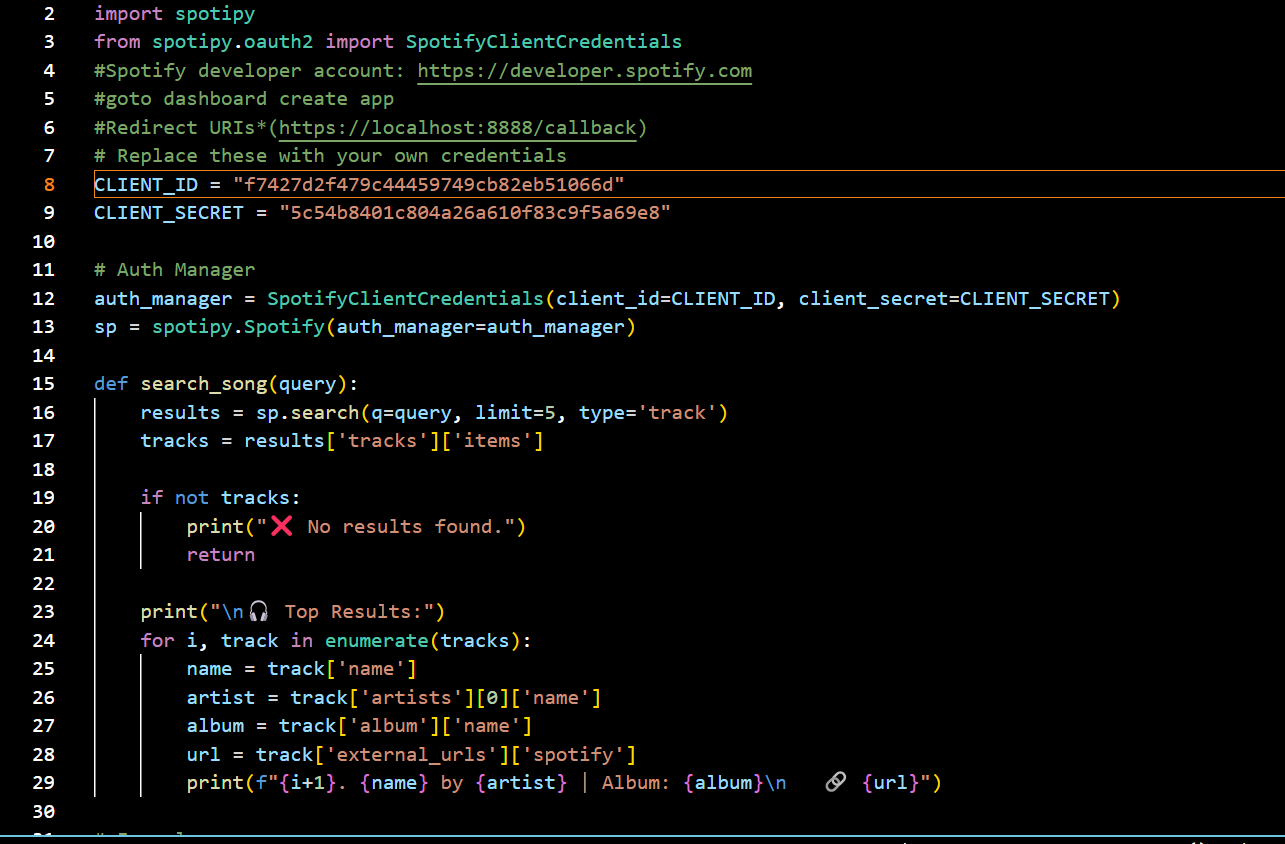 2 import spotipy
3 from spotipy.oauth2 import SpotifyClientCredentials
4 #Spotify developer account: https://developer.spotify.com
5 #goto dashboard create app
6 #Redirect URIs*(https://localhost:8888/callback)
7 # Replace these with your own credentials
8 CLIENT_ID = "f7427d2f479c44459749cb82eb51066d"
9 CLIENT_SECRET = "5c54b8401c804a26a610f83c9f5a69e8"
10
11 # Auth Manager
12 auth_manager = SpotifyClientCredentials(client_id=CLIENT_ID, client_secret=CLIENT_SECRET)
13 sp = spotipy.Spotify(auth_manager=auth_manager)
14
15 def search_song(query):
16     results = sp.search(q=query, limit=5, type='track')
17     tracks = results['tracks']['items']
18
19     if not tracks:
20         print("❌ No results found.")
21         return
22
23     print("\n🎧 Top Results:")
24     for i, track in enumerate(tracks):
25         name = track['name']
26         artist = track['artists'][0]['name']
27         album = track['album']['name']
28         url = track['external_urls']['spotify']
29         print(f"{i+1}. {name} by {artist} | Album: {album}\n   🔗 {url}")
30